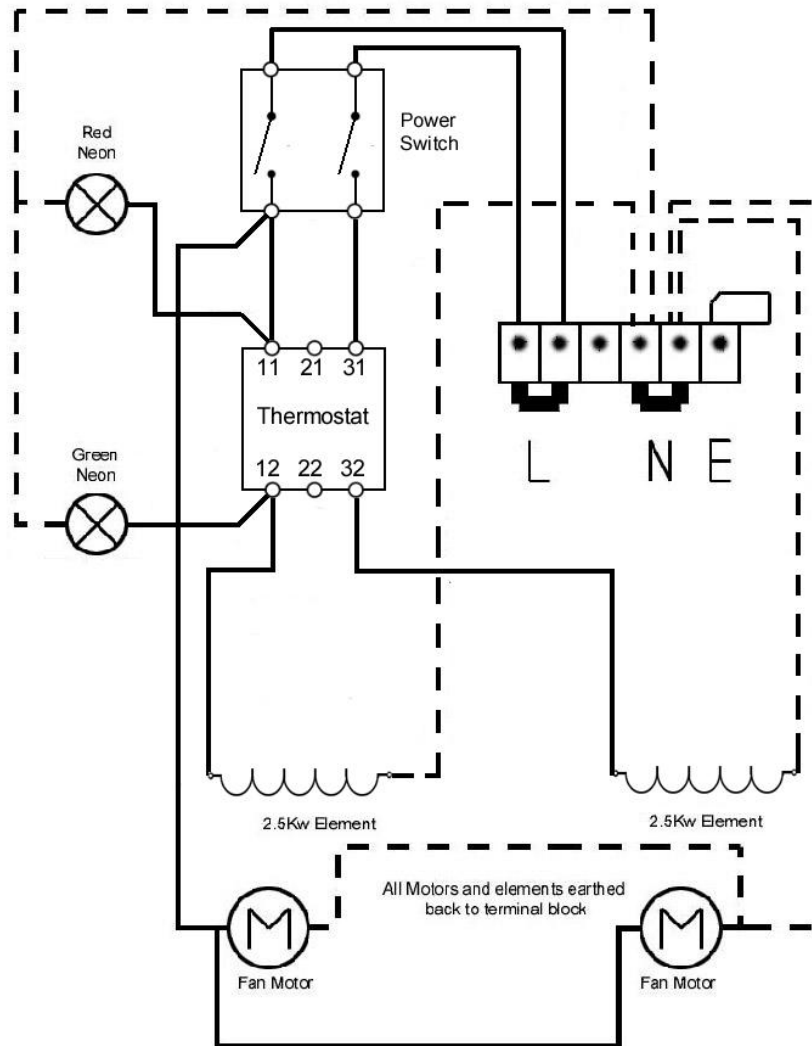 Power
Switch
Red
Neon
11 21 31
Thermostat
12 22 32
L N E
Green
Neon
2.5Kw Element
2.5Kw Element
All Motors and elements earthed
back to terminal block
M
M
Fan Motor
Fan Motor